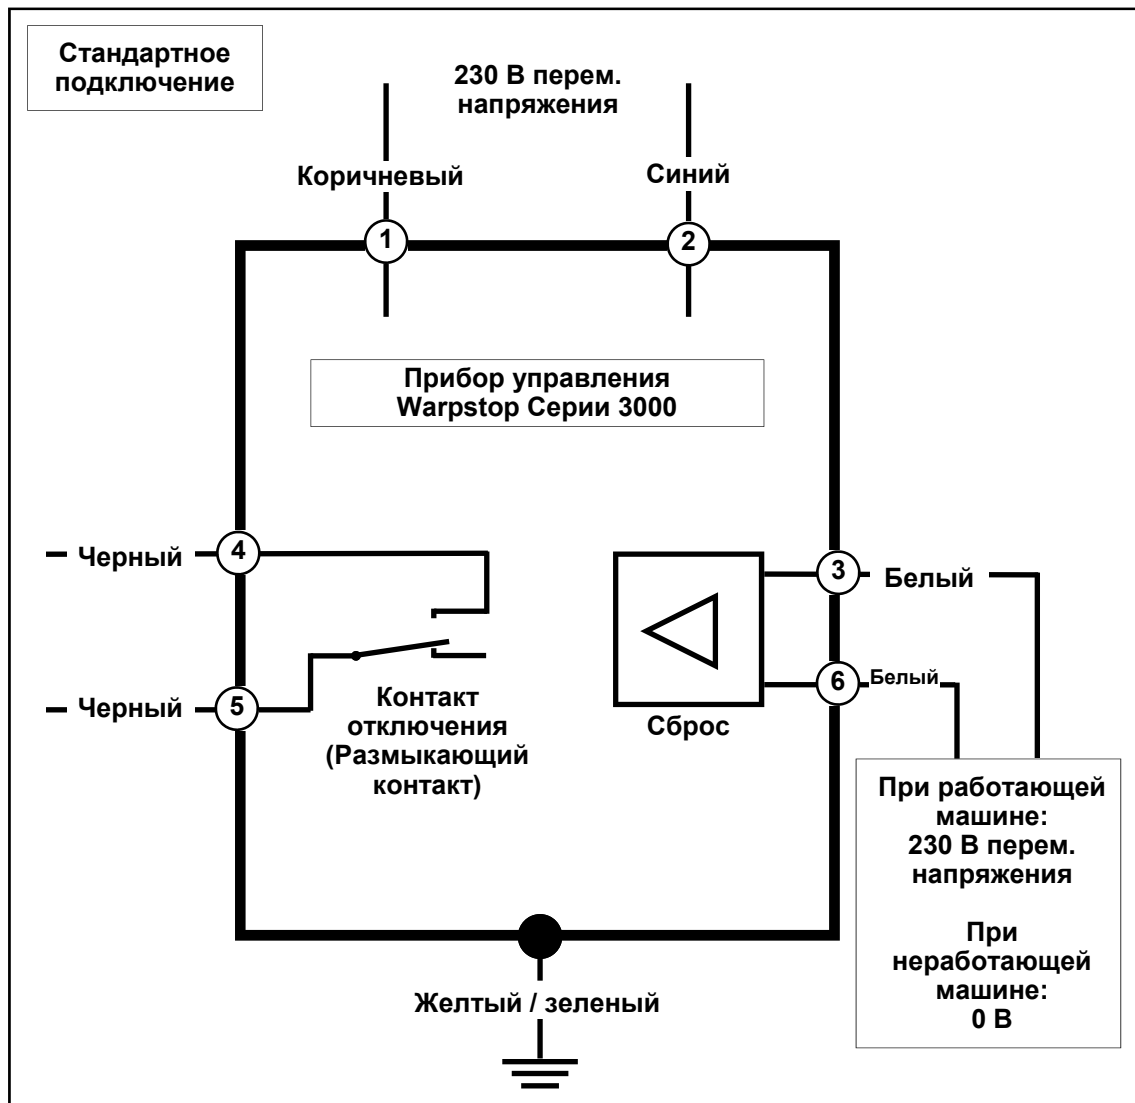 Стандартное
подключение
230 В перем.
напряжения
Коричневый
Синий
1
2
Прибор управления
Warpstop Серии 3000
Черный
4
3
Белый
6
Белый
Черный
5
Контакт
отключения
(Размыкающий
контакт)
Сброс
При работающей
машине:
230 В перем.
напряжения
При
неработающей
машине:
0 В
Желтый / зеленый